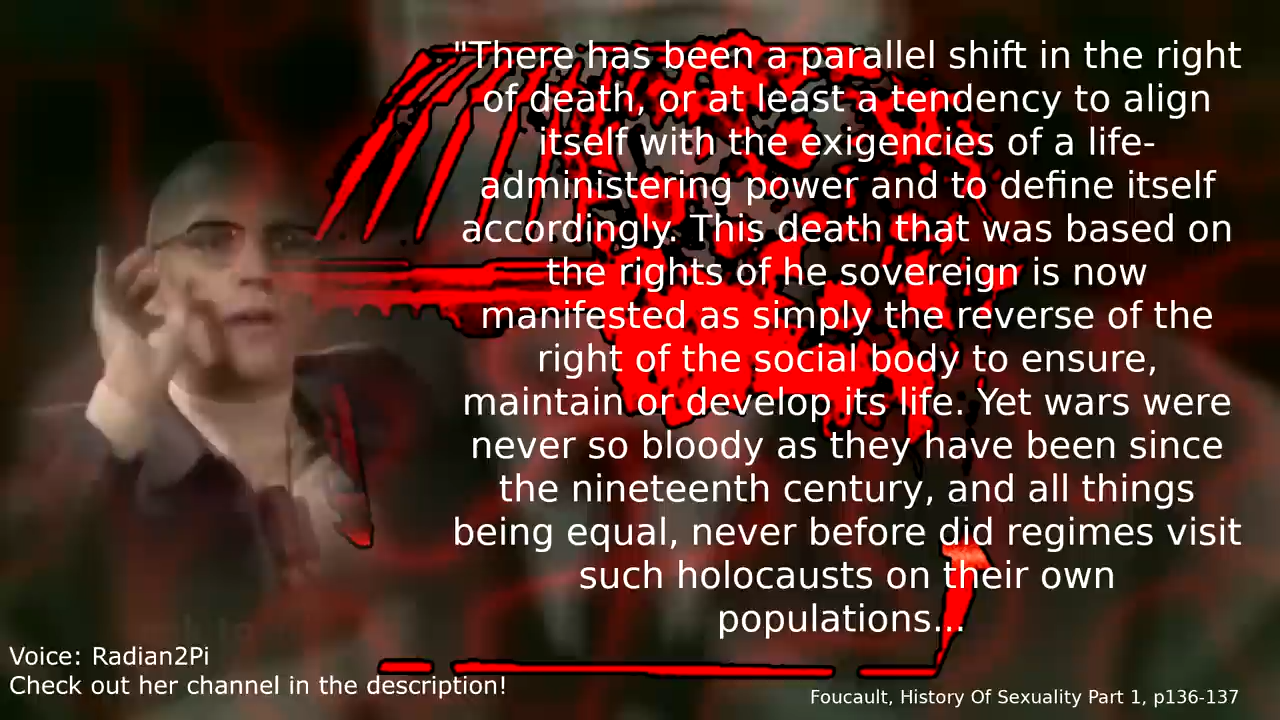 "There has been a parallel shift in the right
of death, or at least a tendency to align
itself with the exigencies of a life-
administering power and to define itself
accordingly. This death that was based on
the rights of he sovereign is now
manifested as simply the reverse of the
right of the social body to ensure,
maintain or develop its life. Yet wars were
never so bloody as they have been since
the nineteenth century, and all things
being equal, never before did regimes visit
such holocausts on their own
populations...
Voice: Radian2Pi
Check out her channel in the description!
Foucault, History Of Sexuality Part 1, p136-137